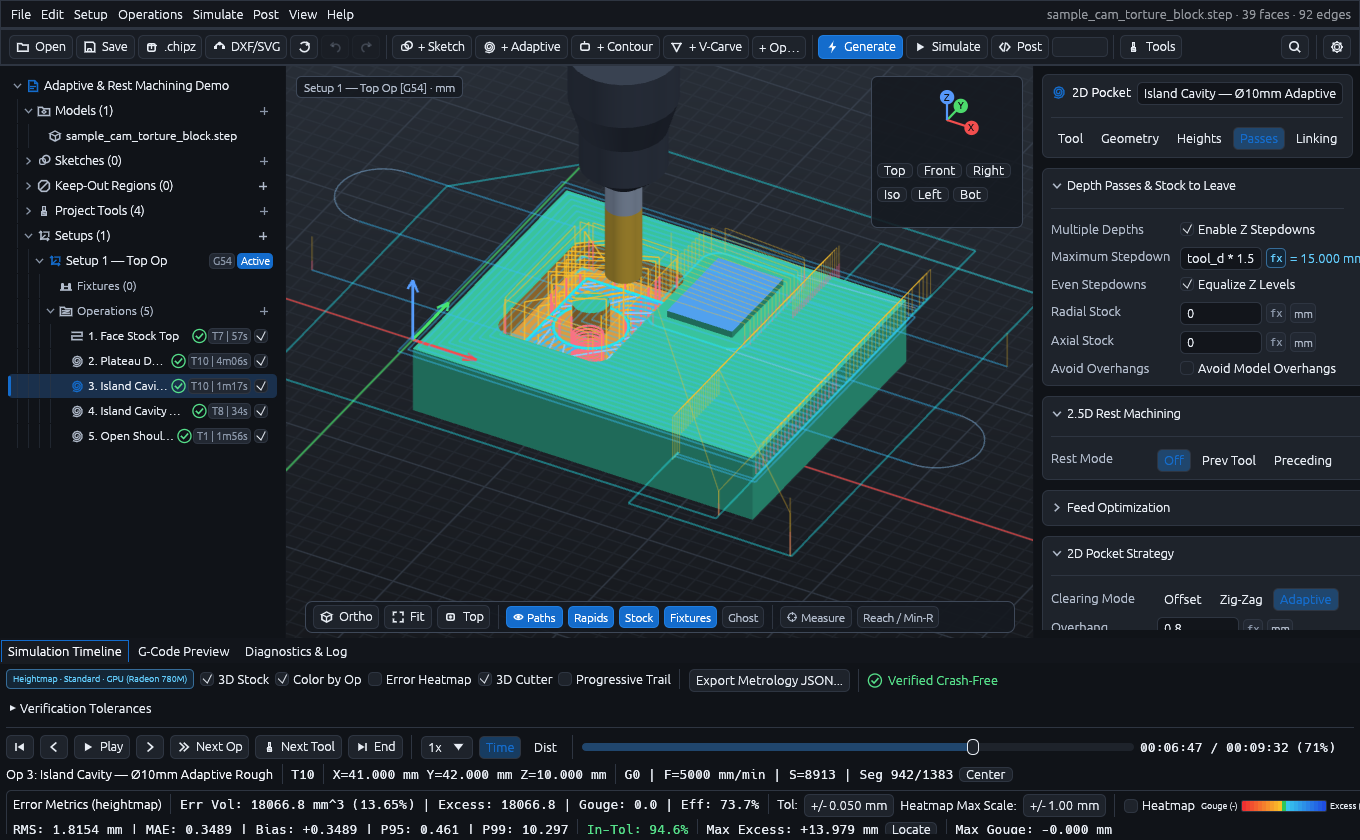 File Edit Setup Operations Simulate Post View Help
sample_cam_torture_block.step · 39 faces · 92 edges
Open Save .chipz DXF/SVG + Sketch + Adaptive + Contour + V-Carve + Op… Generate Simulate Post Tools
Adaptive & Rest Machining Demo
Models (1) +
sample_cam_torture_block.step
Sketches (0) +
Keep-Out Regions (0) +
Project Tools (4) +
Setups (1) +
Setup 1 — Top Op G54 Active
Fixtures (0)
Operations (5) +
1. Face Stock Top T7 | 57s
2. Plateau D… T10 | 4m06s
3. Island Cavi… T10 | 1m17s
4. Island Cavity … T8 | 34s
5. Open Shoul… T1 | 1m56s
Setup 1 — Top Op [G54] · mm
Z
Y
X
Top Front Right
Iso Left Bot
Ortho Fit Top Paths Rapids Stock Fixtures Ghost Measure Reach / Min-R
2D Pocket Island Cavity — Ø10mm Adaptive
Tool Geometry Heights Passes Linking
Depth Passes & Stock to Leave
Multiple Depths Enable Z Stepdowns
Maximum Stepdown tool_d * 1.5 fx = 15.000 mm
Even Stepdowns Equalize Z Levels
Radial Stock 0 fx mm
Axial Stock 0 fx mm
Avoid Overhangs Avoid Model Overhangs
2.5D Rest Machining
Rest Mode Off Prev Tool Preceding
Feed Optimization
2D Pocket Strategy
Clearing Mode Offset Zig-Zag Adaptive
Overhang 0.8 fx mm
Simulation Timeline G-Code Preview Diagnostics & Log
Heightmap · Standard · GPU (Radeon 780M) 3D Stock Color by Op Error Heatmap 3D Cutter Progressive Trail Export Metrology JSON... Verified Crash-Free
Verification Tolerances
Play Next Op Next Tool End 1x Time Dist 00:06:47 / 00:09:32 (71%)
Op 3: Island Cavity — Ø10mm Adaptive Rough T10 X=41.000 mm Y=42.000 mm Z=10.000 mm G0 | F=5000 mm/min | S=8913 | Seg 942/1383 Center
Error Metrics (heightmap) Err Vol: 18066.8 mm^3 (13.65%) | Excess: 18066.8 | Gouge: 0.0 | Eff: 73.7% Tol: +/-0.050 mm Heatmap Max Scale: +/-1.00 mm Heatmap Gouge (-) Excess
RMS: 1.8154 mm | MAE: 0.3489 | Bias: +0.3489 | P95: 0.461 | P99: 10.297 In-Tol: 94.6% Max Excess: +13.979 mm Locate Max Gouge: -0.000 mm